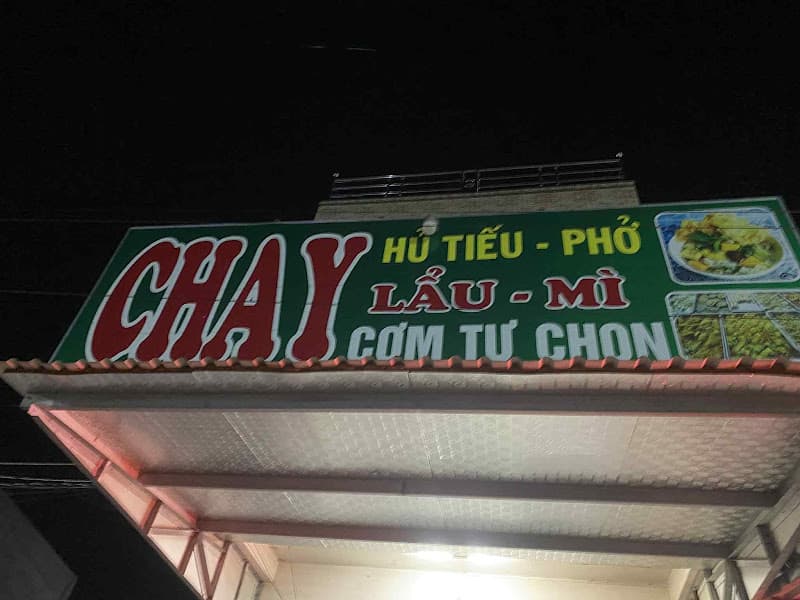 CHAY
HỦ TIẾU - PHỞ
LẨU - MÌ
CƠM TỰ CHỌN